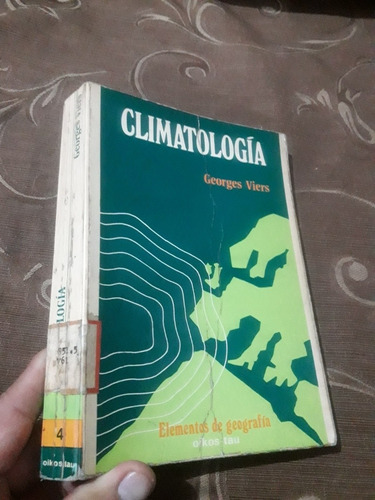 CLIMATOLOGÍA
Georges Viers
Elementos de geografía
oikos-tau
Georges Viers
LOGÍA
4
oikos-tau